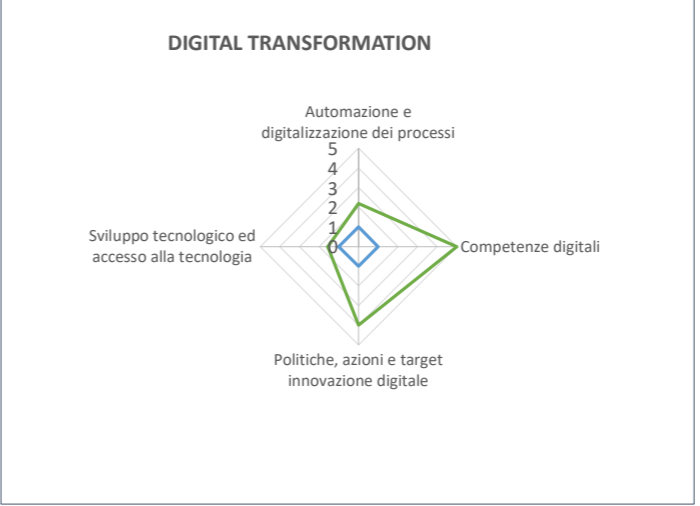 DIGITAL TRANSFORMATION
Automazione e
digitalizzazione dei processi
5
4
3
2
1
0
Sviluppo tecnologico ed
accesso alla tecnologia
Competenze digitali
Politiche, azioni e target
innovazione digitale